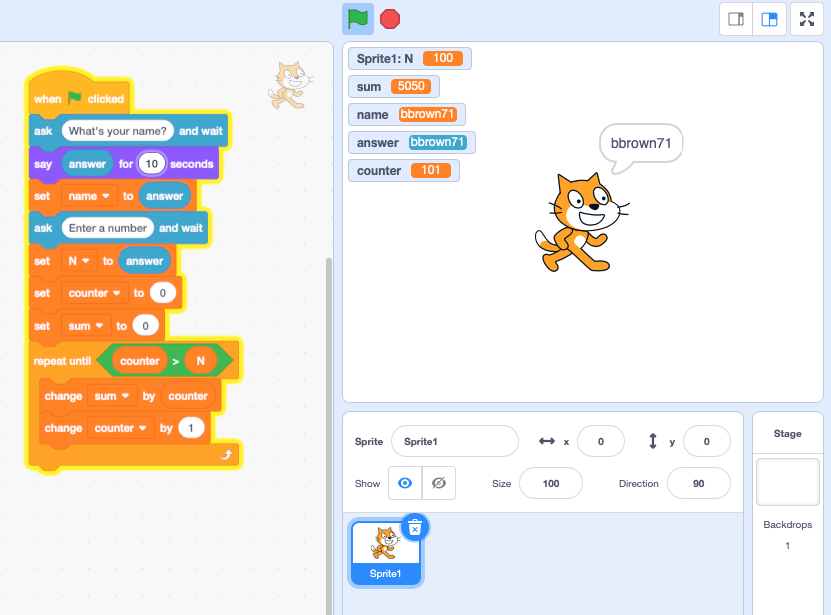 when clicked
ask What's your name? and wait
say answer for 10 seconds
set name to answer
ask Enter a number and wait
set N to answer
set counter to 0
set sum to 0
repeat until counter > N
change sum by counter
change counter by 1
Sprite1: N 100
sum 5050
name bbrown71
answer bbrown71
counter 101
bbrown71
Sprite Sprite1 x 0 y 0
Show Size 100 Direction 90
Sprite1
Stage
Backdrops
1